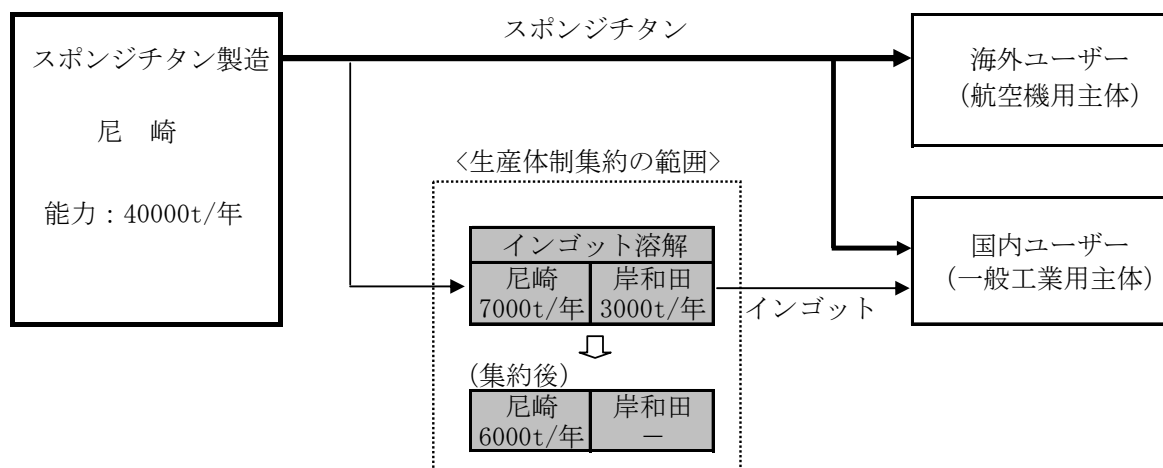 スポンジチタン製造
尼 崎
能力：40000t/年
スポンジチタン
海外ユーザー
(航空機用主体)
<生産体制集約の範囲>
インゴット溶解
尼崎
7000t/年
岸和田
3000t/年
インゴット
国内ユーザー
(一般工業用主体)
(集約後)
尼崎
6000t/年
岸和田
－